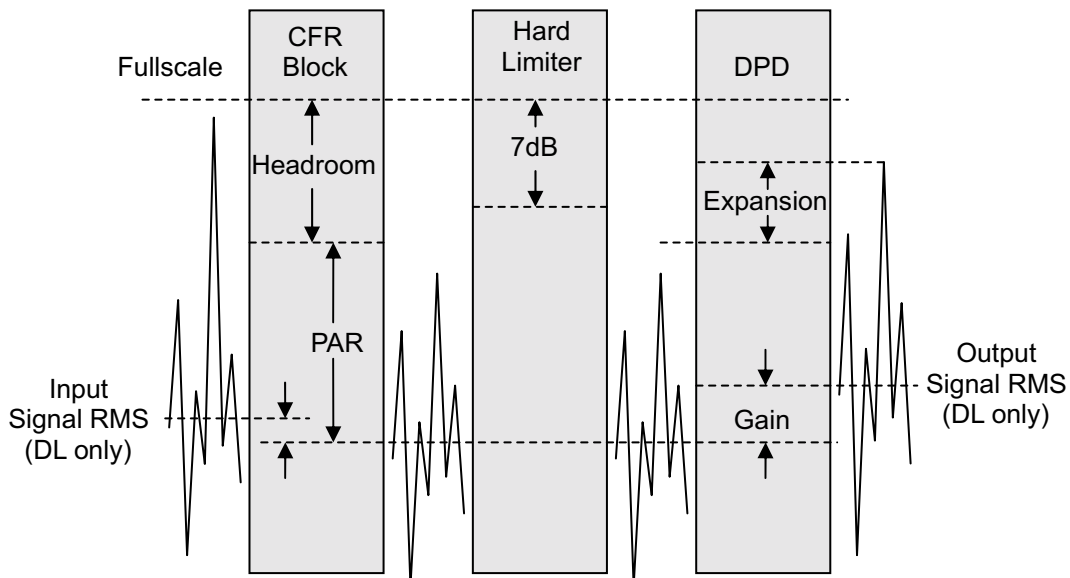 CFR
Block
Hard
Limiter
DPD
Fullscale
Headroom
7dB
Expansion
PAR
Input
Signal RMS
(DL only)
Gain
Output
Signal RMS
(DL only)